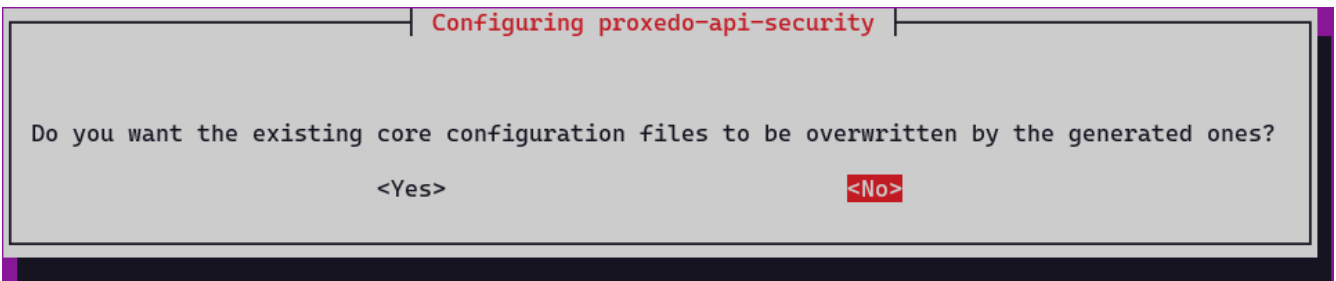 Configuring proxedo-api-security
Do you want the existing core configuration files to be overwritten by the generated ones?
<Yes> <No>